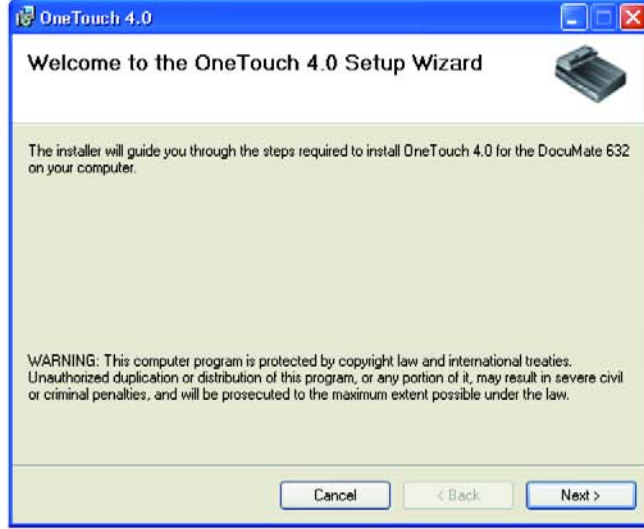 OneTouch 4.0
Welcome to the OneTouch 4.0 Setup Wizard
The installer will guide you through the steps required to install OneTouch 4.0 for the DocuMate 632
on your computer.
WARNING: This computer program is protected by copyright law and international treaties.
Unauthorized duplication or distribution of this program, or any portion of it, may result in severe civil
or criminal penalties, and will be prosecuted to the maximum extent possible under the law.
Cancel < Back Next >